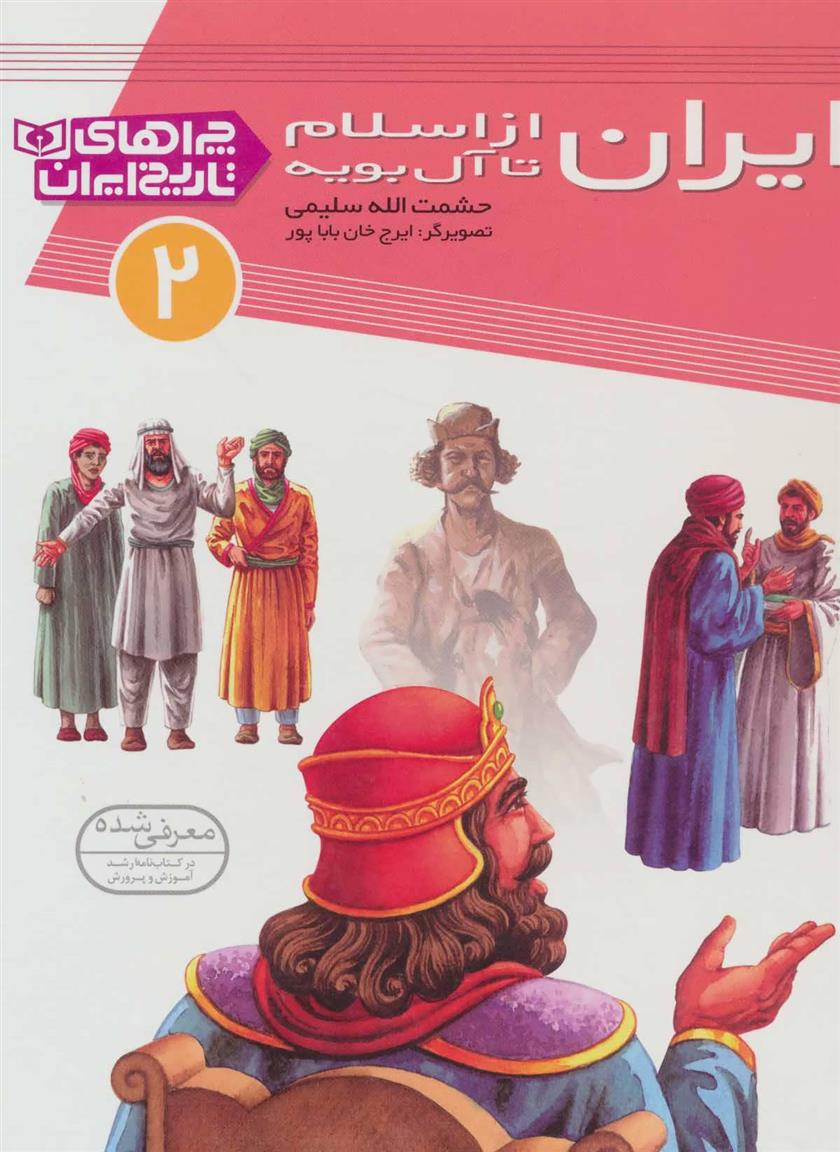 ایران
از اسلام
تا آل بویه
حشمت الله سلیمی
تصویرگر: ایرج خان بابا پور
چراهای
تاریخ ایران
۲
معرفی شده
در کتاب‌نامهٔ رشد
آموزش و پرورش